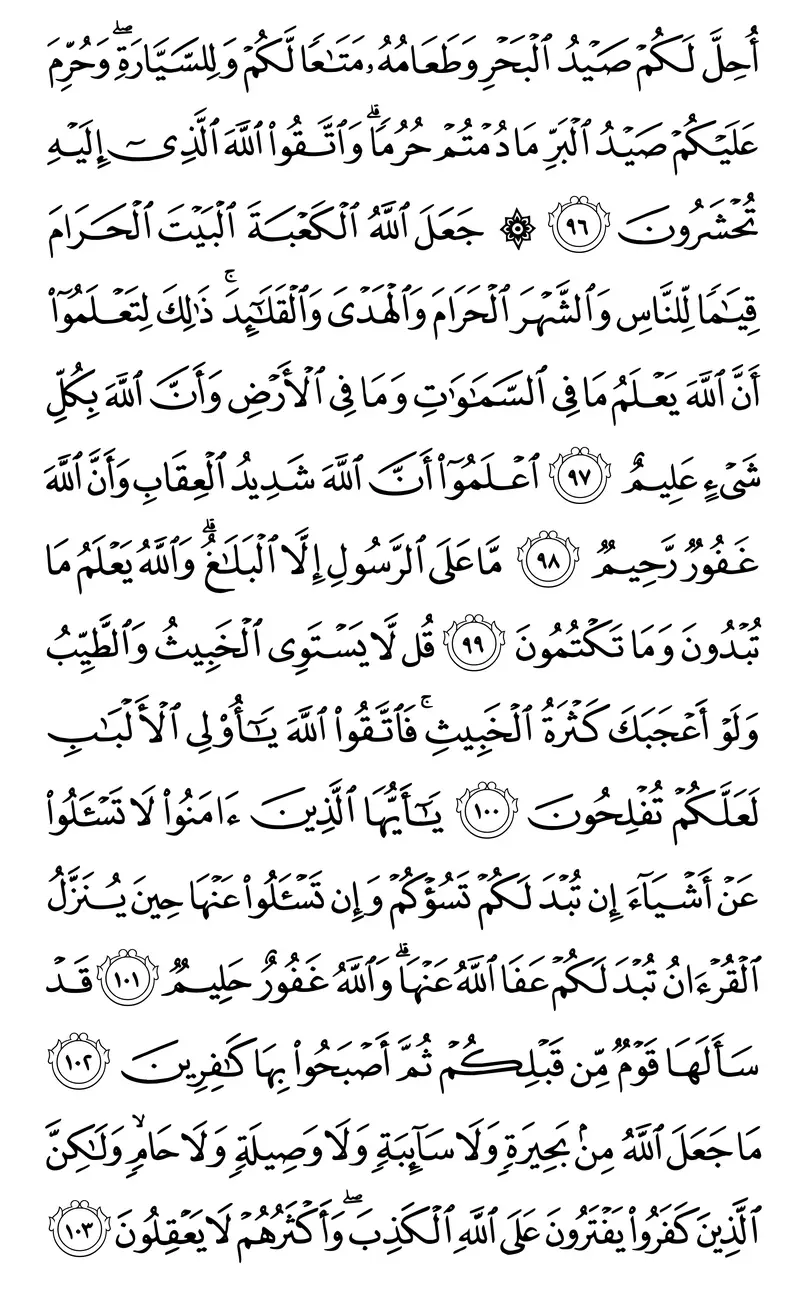 أُحِلَّ لَكُمْ صَيْدُ ٱلْبَحْرِ وَطَعَامُهُۥ مَتَٰعًا لَّكُمْ وَلِلسَّيَّارَةِ ۖ وَحُرِّمَ
عَلَيْكُمْ صَيْدُ ٱلْبَرِّ مَا دُمْتُمْ حُرُمًا ۗ وَٱتَّقُوا۟ ٱللَّهَ ٱلَّذِىٓ إِلَيْهِ
تُحْشَرُونَ ٩٦ ۞ جَعَلَ ٱللَّهُ ٱلْكَعْبَةَ ٱلْبَيْتَ ٱلْحَرَامَ
قِيَٰمًا لِّلنَّاسِ وَٱلشَّهْرَ ٱلْحَرَامَ وَٱلْهَدْىَ وَٱلْقَلَٰٓئِدَ ۚ ذَٰلِكَ لِتَعْلَمُوٓا۟
أَنَّ ٱللَّهَ يَعْلَمُ مَا فِى ٱلسَّمَٰوَٰتِ وَمَا فِى ٱلْأَرْضِ وَأَنَّ ٱللَّهَ بِكُلِّ
شَىْءٍ عَلِيمٌ ٩٧ ٱعْلَمُوٓا۟ أَنَّ ٱللَّهَ شَدِيدُ ٱلْعِقَابِ وَأَنَّ ٱللَّهَ
غَفُورٌ رَّحِيمٌ ٩٨ مَّا عَلَى ٱلرَّسُولِ إِلَّا ٱلْبَلَٰغُ ۗ وَٱللَّهُ يَعْلَمُ مَا
تُبْدُونَ وَمَا تَكْتُمُونَ ٩٩ قُل لَّا يَسْتَوِى ٱلْخَبِيثُ وَٱلطَّيِّبُ
وَلَوْ أَعْجَبَكَ كَثْرَةُ ٱلْخَبِيثِ ۚ فَٱتَّقُوا۟ ٱللَّهَ يَٰٓأُو۟لِى ٱلْأَلْبَٰبِ
لَعَلَّكُمْ تُفْلِحُونَ ١٠٠ يَٰٓأَيُّهَا ٱلَّذِينَ ءَامَنُوا۟ لَا تَسْـَٔلُوا۟
عَنْ أَشْيَآءَ إِن تُبْدَ لَكُمْ تَسُؤْكُمْ وَإِن تَسْـَٔلُوا۟ عَنْهَا حِينَ يُنَزَّلُ
ٱلْقُرْءَانُ تُبْدَ لَكُمْ عَفَا ٱللَّهُ عَنْهَا ۗ وَٱللَّهُ غَفُورٌ حَلِيمٌ ١٠١ قَدْ
سَأَلَهَا قَوْمٌ مِّن قَبْلِكُمْ ثُمَّ أَصْبَحُوا۟ بِهَا كَٰفِرِينَ ١٠٢
مَا جَعَلَ ٱللَّهُ مِنۢ بَحِيرَةٍ وَلَا سَآئِبَةٍ وَلَا وَصِيلَةٍ وَلَا حَامٍ ۙ وَلَٰكِنَّ
ٱلَّذِينَ كَفَرُوا۟ يَفْتَرُونَ عَلَى ٱللَّهِ ٱلْكَذِبَ ۖ وَأَكْثَرُهُمْ لَا يَعْقِلُونَ ١٠٣